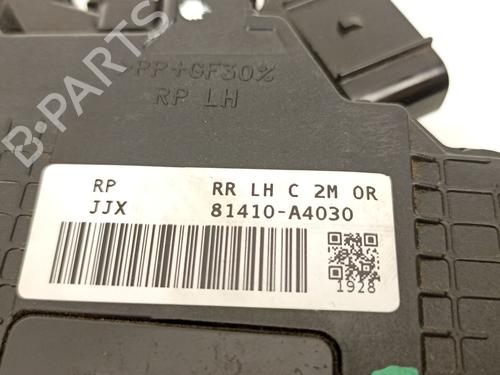 PP+GF30%
RP LH
B-PARTS
RP RR LH C 2M OR
JJX 81410-A4030
1928